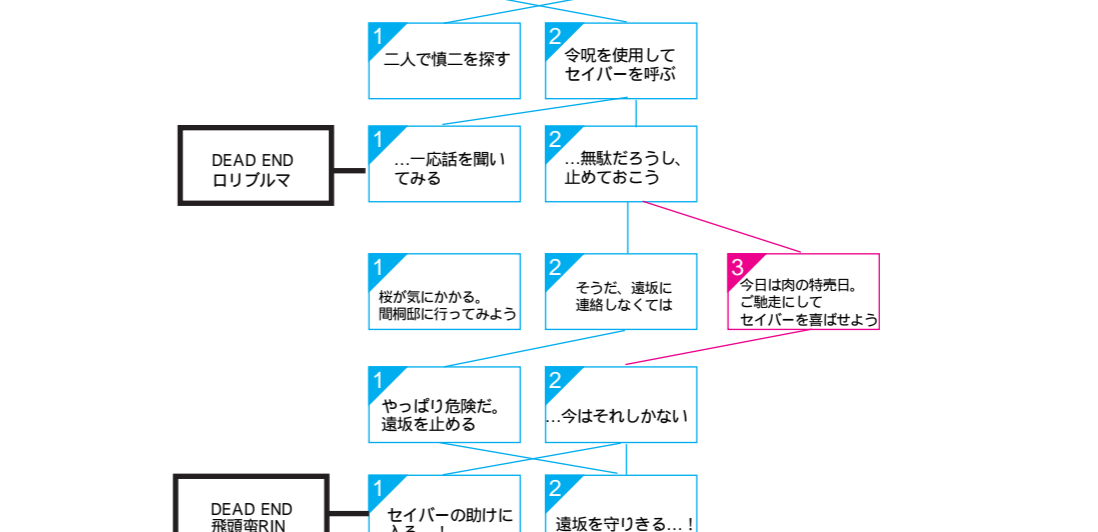 1
二人で慎二を探す
2
令呪を使用して
セイバーを呼ぶ
DEAD END
ロリブルマ
1
…一応話を聞い
てみる
2
…無駄だろうし、
止めておこう
1
桜が気にかかる。
間桐邸に行ってみよう
2
そうだ、遠坂に
連絡しなくては
3
今日は肉の特売日。
ご馳走にして
セイバーを喜ばせよう
1
やっぱり危険だ。
遠坂を止める
2
…今はそれしかない
DEAD END
飛頭蛮RIN
1
セイバーの助けに
入る…！
2
遠坂を守りきる…！